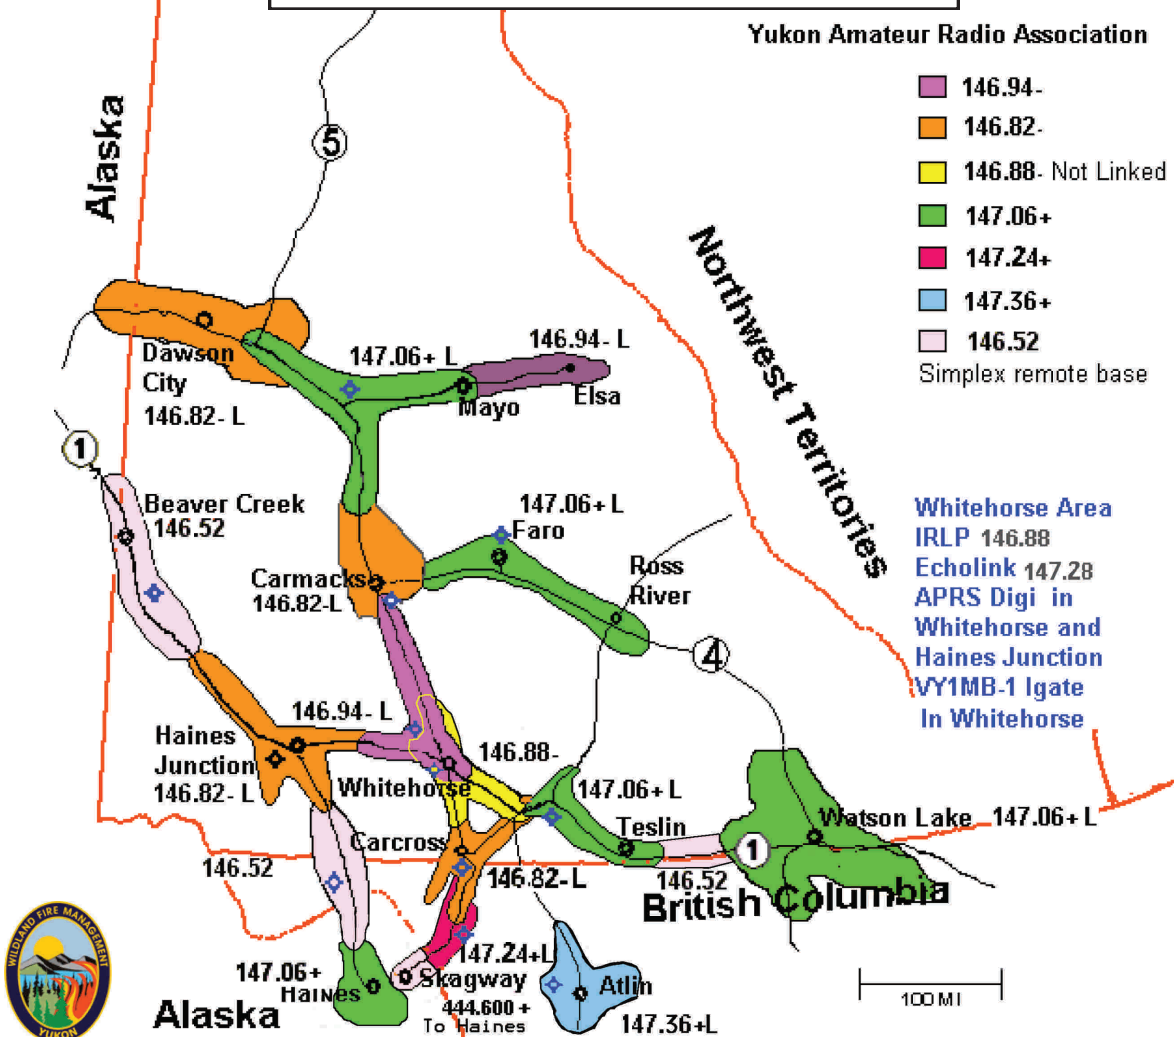 Yukon Amateur Radio Association
146.94-
146.82-
146.88- Not Linked
147.06+
147.24+
147.36+
146.52
Simplex remote base
Alaska
5
Northwest Territories
Dawson
City
146.82- L
147.06+ L
146.94- L
Mayo
Elsa
1
Beaver Creek
146.52
147.06+ L
Faro
Ross
River
Carmacks
146.82-L
4
Whitehorse Area
IRLP 146.88
Echolink 147.28
APRS Digi in
Whitehorse and
Haines Junction
VY1MB-1 Igate
In Whitehorse
146.94- L
Haines
Junction
146.82- L
146.88-
Whitehorse
147.06+ L
Teslin
Watson Lake 147.06+ L
1
Carcross
146.52
146.82-L
146.52
British Columbia
147.24+L
147.06+
Haines
Skagway
444.600 +
To Haines
Atlin
147.36+L
Alaska
100 MI
WILDLAND FIRE MANAGEMENT
YUKON